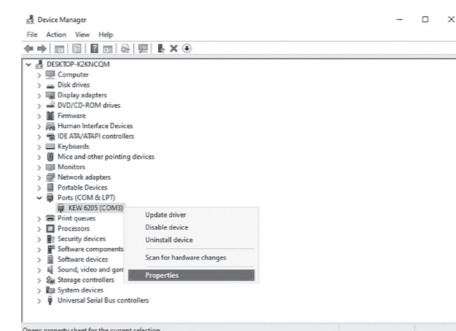 Device Manager
File Action View Help
DESKTOP-K2KNCQM
Computer
Disk drives
Display adapters
DVD/CD-ROM drives
Firmware
Human Interface Devices
IDE ATA/ATAPI controllers
Keyboards
Mice and other pointing devices
Monitors
Network adapters
Portable Devices
Ports (COM & LPT)
KEW 6205 (COM3)
Print queues
Processors
Security devices
Software components
Software devices
Sound, video and gam
Storage controllers
System devices
Universal Serial Bus controllers
Update driver
Disable device
Uninstall device
Scan for hardware changes
Properties
Opens property sheet for the current selection.